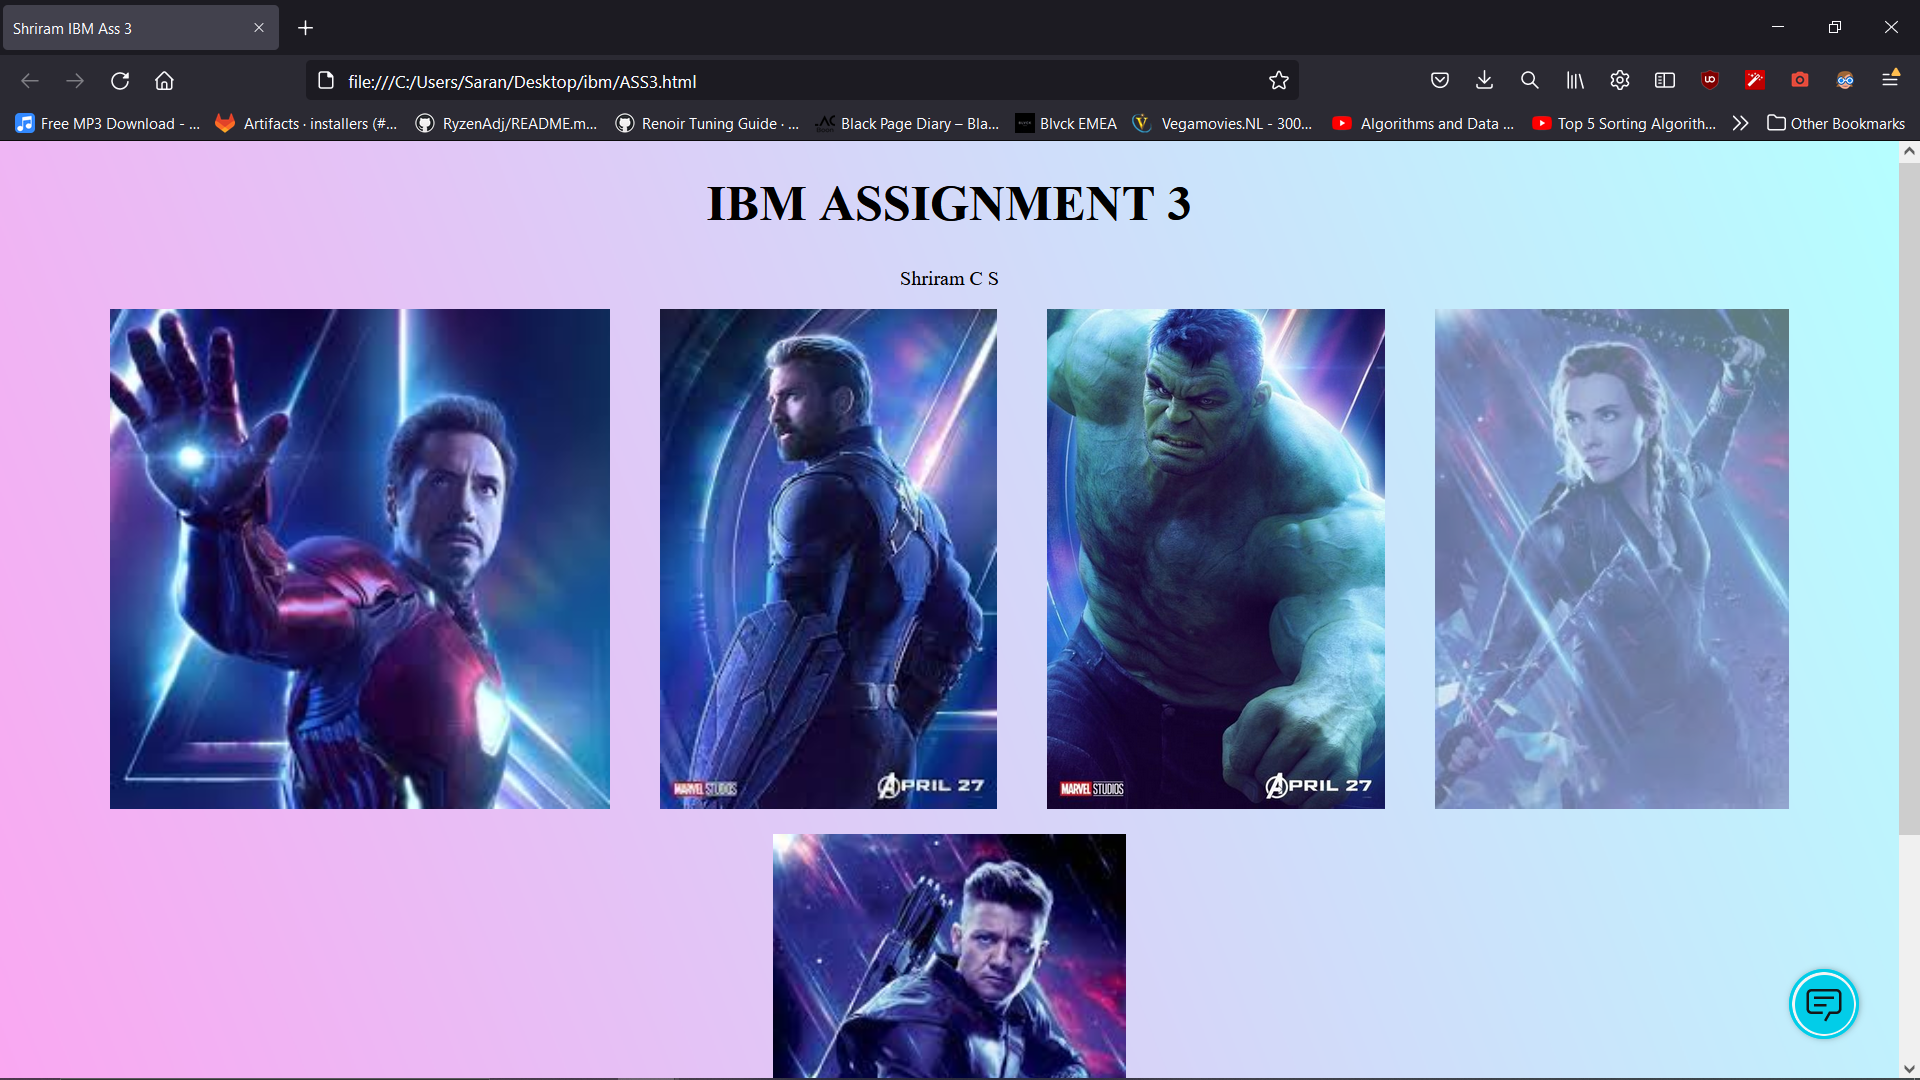 Shriram IBM Ass 3
file:///C:/Users/Saran/Desktop/ibm/ASS3.html
Free MP3 Download - ...
Artifacts · installers (#...
RyzenAdj/README.m...
Renoir Tuning Guide · ...
Black Page Diary – Bla...
Blvck EMEA
Vegamovies.NL - 300...
Algorithms and Data ...
Top 5 Sorting Algorith...
Other Bookmarks
IBM ASSIGNMENT 3
Shriram C S
MARVEL STUDIOS
APRIL 27
MARVEL STUDIOS
APRIL 27